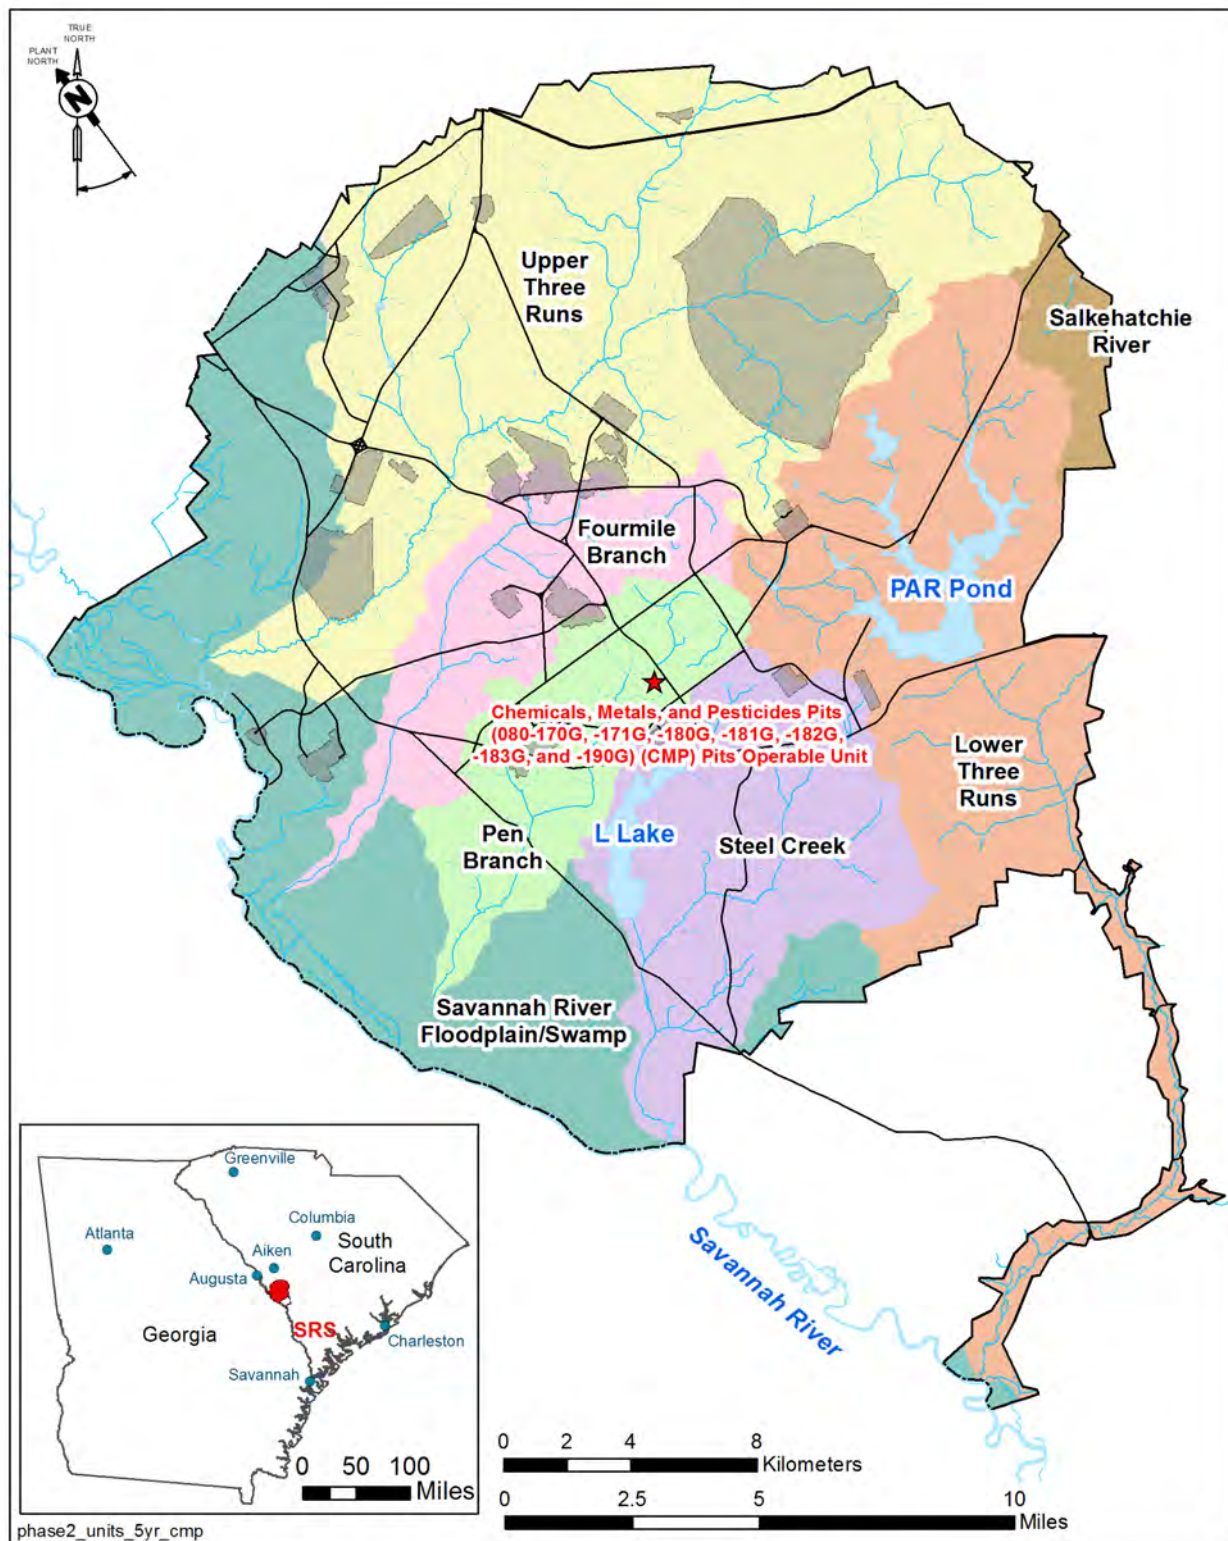 TRUE
NORTH
PLANT
NORTH
N
Upper
Three
Runs
Salkehatchie
River
Fourmile
Branch
PAR Pond
Chemicals, Metals, and Pesticides Pits
(080-170G, -171G, -180G, -181G, -182G,
-183G, and -190G) (CMP) Pits Operable Unit
Lower
Three
Runs
Pen
Branch
L Lake
Steel Creek
Savannah River
Floodplain/Swamp
Savannah River
Greenville
Atlanta
Columbia
South
Carolina
Aiken
Augusta
Georgia
SRS
Charleston
Savannah
0 50 100
Miles
0 2 4 8
Kilometers
0 2.5 5 10
Miles
phase2_units_5yr_cmp